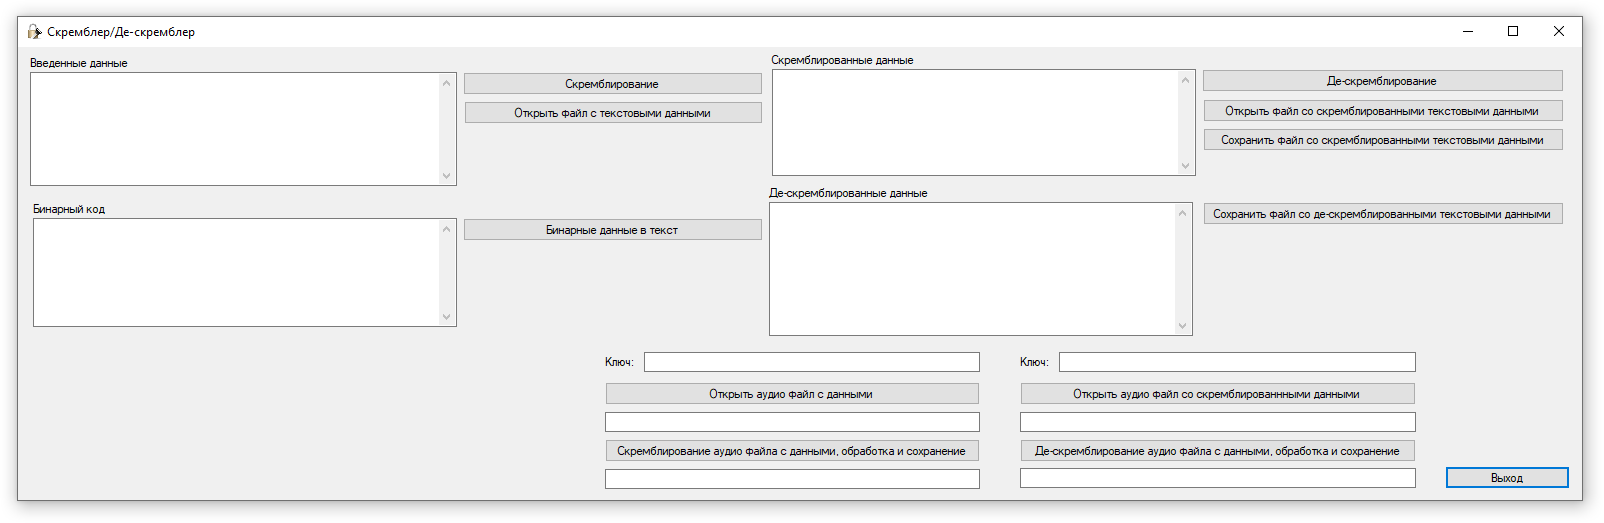 Скремблер/Де-скремблер
Введенные данные
Скремблирование
Открыть файл с текстовыми данными
Бинарный код
Бинарные данные в текст
Скремблированные данные
Де-скремблирование
Открыть файл со скремблированными текстовыми данными
Сохранить файл со скремблированными текстовыми данными
Де-скремблированные данные
Сохранить файл со де-скремблированными текстовыми данными
Ключ:
Открыть аудио файл с данными
Скремблирование аудио файла с данными, обработка и сохранение
Ключ:
Открыть аудио файл со скремблированнными данными
Де-скремблирование аудио файла с данными, обработка и сохранение
Выход